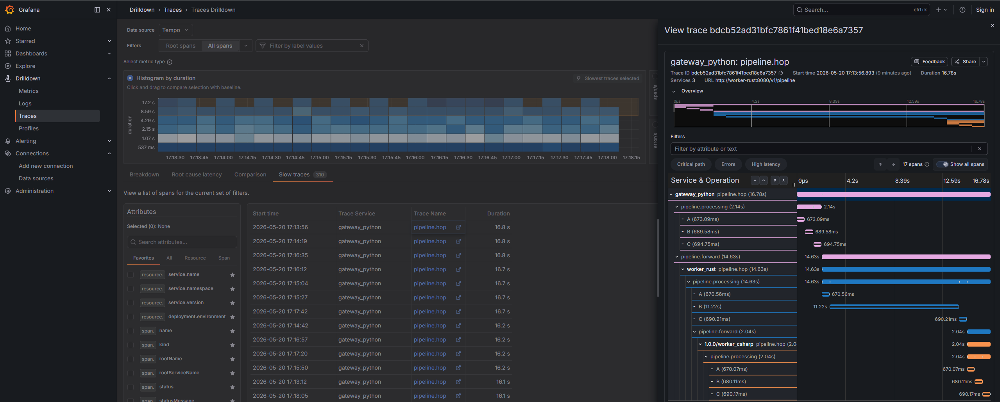 Grafana
Home
Starred
Dashboards
Explore
Drilldown
Metrics
Logs
Traces
Profiles
Alerting
Connections
Add new connection
Data sources
Administration
Drilldown › Traces › Traces Drilldown
Search... ctrl+k
Sign in
Data source Tempo
Filters Root spans All spans Filter by label values
Select metric type
Histogram by duration Slowest traces selected
Click and drag to compare selection with baseline.
duration
17.2 s
8.59 s
4.29 s
2.15 s
1.07 s
537 ms
17:13:30 17:13:45 17:14:00 17:14:15 17:14:30 17:14:45 17:15:00 17:15:15 17:15:30 17:15:45 17:16:00 17:16:15 17:16:30 17:16:45 17:17:00 17:17:15 17:17:30 17:17:45 17:18:00 17:18:15
span/s
error/s
Breakdown Root cause latency Comparison Slow traces 310
View a list of spans for the current set of filters.
Attributes
Selected (0): None
Search attributes...
Favorites All Resource Span
resource. service.name
resource. service.namespace
resource. service.version
resource. deployment.environment
span. name
span. kind
span. rootName
span. rootServiceName
span. status
span. statusMessage
Start time Trace Service Trace Name Duration
2026-05-20 17:13:56 gateway_python pipeline.hop 16.8 s
2026-05-20 17:14:19 gateway_python pipeline.hop 16.8 s
2026-05-20 17:16:35 gateway_python pipeline.hop 16.8 s
2026-05-20 17:16:12 gateway_python pipeline.hop 16.7 s
2026-05-20 17:15:04 gateway_python pipeline.hop 16.7 s
2026-05-20 17:15:27 gateway_python pipeline.hop 16.7 s
2026-05-20 17:17:42 gateway_python pipeline.hop 16.7 s
2026-05-20 17:14:42 gateway_python pipeline.hop 16.2 s
2026-05-20 17:16:57 gateway_python pipeline.hop 16.2 s
2026-05-20 17:17:20 gateway_python pipeline.hop 16.2 s
2026-05-20 17:15:50 gateway_python pipeline.hop 16.2 s
2026-05-20 17:13:12 gateway_python pipeline.hop 16.1 s
2026-05-20 17:18:05 gateway_python pipeline.hop 16.1 s
View trace bdcb52ad31bfc7861f41bed18e6a7357
gateway_python: pipeline.hop
Feedback Share
Trace ID bdcb52ad31bfc7861f41bed18e6a7357 Start time 2026-05-20 17:13:56.893 (9 minutes ago) Duration 16.78s
Services 3 URL http://worker-rust:8080/v1/pipeline
Overview
0μs 4.2s 8.39s 12.59s 16.78s
Filters
Filter by attribute or text
Critical path Errors High latency 17 spans Show all spans
Service & Operation 0μs 4.2s 8.39s 12.59s 16.78s
gateway_python pipeline.hop (16.78s)
pipeline.processing (2.14s) 2.14s
A (673.09ms) 673.09ms
B (689.58ms) 689.58ms
C (694.75ms) 694.75ms
pipeline.forward (14.63s) 14.63s
worker_rust pipeline.hop (14.63s) 14.63s
pipeline.processing (14.63s) 14.63s
A (670.56ms) 670.56ms
B (11.22s) 11.22s
C (690.21ms) 690.21ms
pipeline.forward (2.04s) 2.04s
1.0.0/worker_csharp pipeline.hop (2.0 2.04s
pipeline.processing (2.04s) 2.04s
A (670.07ms) 670.07ms
B (680.11ms) 680.11ms
C (690.17ms) 690.17ms